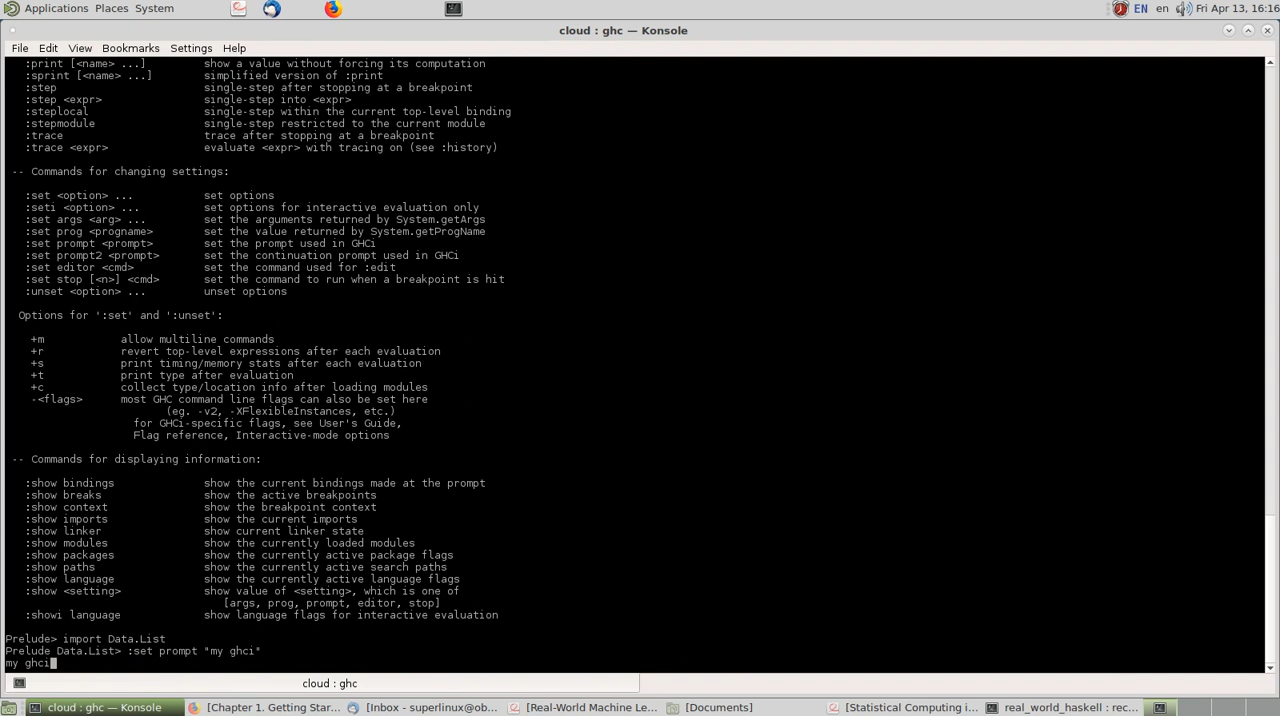 Applications Places System EN en Fri Apr 13, 16:16
cloud : ghc — Konsole
File Edit View Bookmarks Settings Help
:print [<name> ...] show a value without forcing its computation
:sprint [<name> ...] simplified version of :print
:step single-step after stopping at a breakpoint
:step <expr> single-step into <expr>
:steplocal single-step within the current top-level binding
:stepmodule single-step restricted to the current module
:trace trace after stopping at a breakpoint
:trace <expr> evaluate <expr> with tracing on (see :history)
-- Commands for changing settings:
:set <option> ... set options
:seti <option> ... set options for interactive evaluation only
:set args <arg> ... set the arguments returned by System.getArgs
:set prog <progname> set the value returned by System.getProgName
:set prompt <prompt> set the prompt used in GHCi
:set prompt2 <prompt> set the continuation prompt used in GHCi
:set editor <cmd> set the command used for :edit
:set stop [<n>] <cmd> set the command to run when a breakpoint is hit
:unset <option> ... unset options
Options for ':set' and ':unset':
+m allow multiline commands
+r revert top-level expressions after each evaluation
+s print timing/memory stats after each evaluation
+t print type after evaluation
+c collect type/location info after loading modules
-<flags> most GHC command line flags can also be set here
(eg. -v2, -XFlexibleInstances, etc.)
for GHCi-specific flags, see User's Guide,
Flag reference, Interactive-mode options
-- Commands for displaying information:
:show bindings show the current bindings made at the prompt
:show breaks show the active breakpoints
:show context show the breakpoint context
:show imports show the current imports
:show linker show current linker state
:show modules show the currently loaded modules
:show packages show the currently active package flags
:show paths show the currently active search paths
:show language show the currently active language flags
:show <setting> show value of <setting>, which is one of
[args, prog, prompt, editor, stop]
:showi language show language flags for interactive evaluation
Prelude> import Data.List
Prelude Data.List> :set prompt "my ghci"
my ghci
cloud : ghc
cloud : ghc — Konsole [Chapter 1. Getting Star... [Inbox - superlinux@ob... [Real-World Machine Le... [Documents] [Statistical Computing i... real_world_haskell : rec...